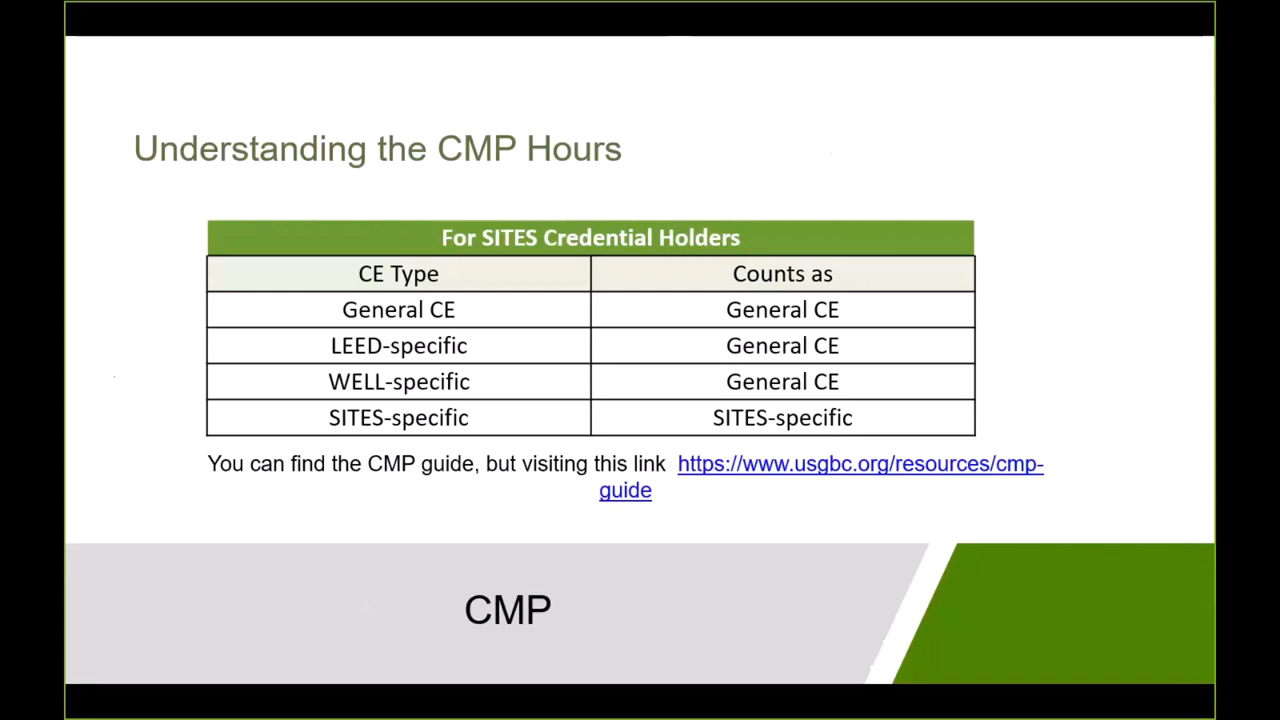 Understanding the CMP Hours
For SITES Credential Holders
CE Type Counts as
General CE General CE
LEED-specific General CE
WELL-specific General CE
SITES-specific SITES-specific
You can find the CMP guide, but visiting this link https://www.usgbc.org/resources/cmp-
guide
CMP